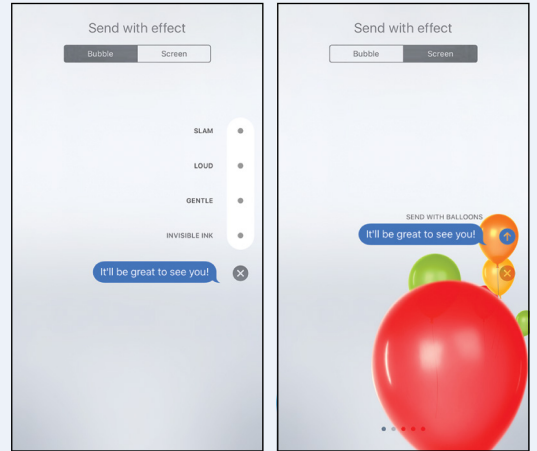 Send with effect
Bubble Screen
SLAM
LOUD
GENTLE
INVISIBLE INK
It'll be great to see you!
Send with effect
Bubble Screen
SEND WITH BALLOONS
It'll be great to see you!